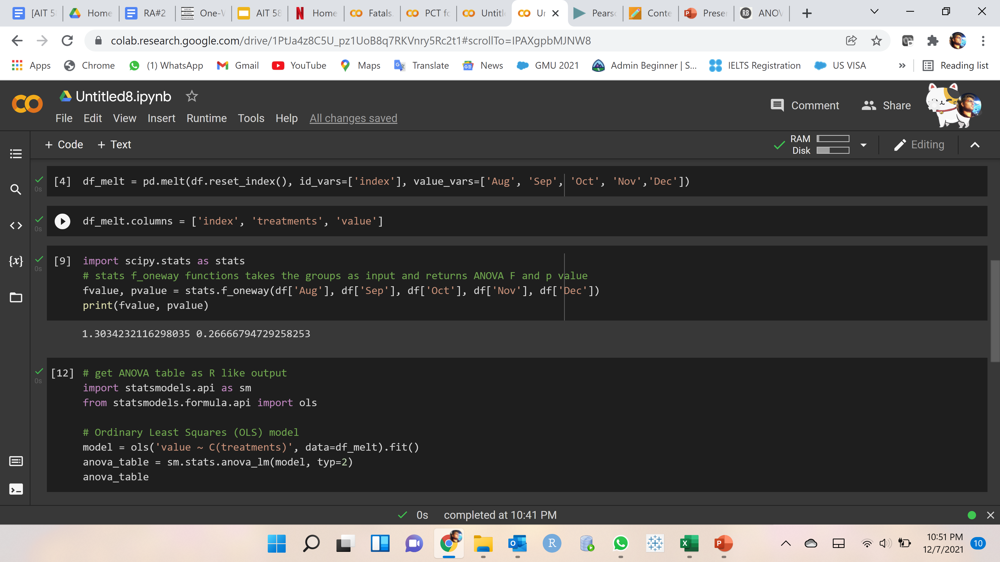 [AIT 58 Home RA#2 One-W AIT 58 Home Fatals. PCT fo Untitle Ur Pearso Conte Prese ANOV
colab.research.google.com/drive/1PtJa4z8C5U_pz1UoB8q7RKVnry5Rc2t1#scrollTo=IPAXgpbMJNW8
Apps Chrome (1) WhatsApp Gmail YouTube Maps Translate News GMU 2021 Admin Beginner | S... IELTS Registration US VISA » Reading list
Untitled8.ipynb
Comment Share
File Edit View Insert Runtime Tools Help All changes saved
+ Code + Text
RAM
Disk
Editing
[4] df_melt = pd.melt(df.reset_index(), id_vars=['index'], value_vars=['Aug', 'Sep', 'Oct', 'Nov','Dec'])
0s
df_melt.columns = ['index', 'treatments', 'value']
0s
[9] import scipy.stats as stats
0s
# stats f_oneway functions takes the groups as input and returns ANOVA F and p value
fvalue, pvalue = stats.f_oneway(df['Aug'], df['Sep'], df['Oct'], df['Nov'], df['Dec'])
print(fvalue, pvalue)
1.3034232116298035 0.26666794729258253
[12] # get ANOVA table as R like output
0s
import statsmodels.api as sm
from statsmodels.formula.api import ols
# Ordinary Least Squares (OLS) model
model = ols('value ~ C(treatments)', data=df_melt).fit()
anova_table = sm.stats.anova_lm(model, typ=2)
anova_table
0s completed at 10:41 PM
10:51 PM
12/7/2021
10